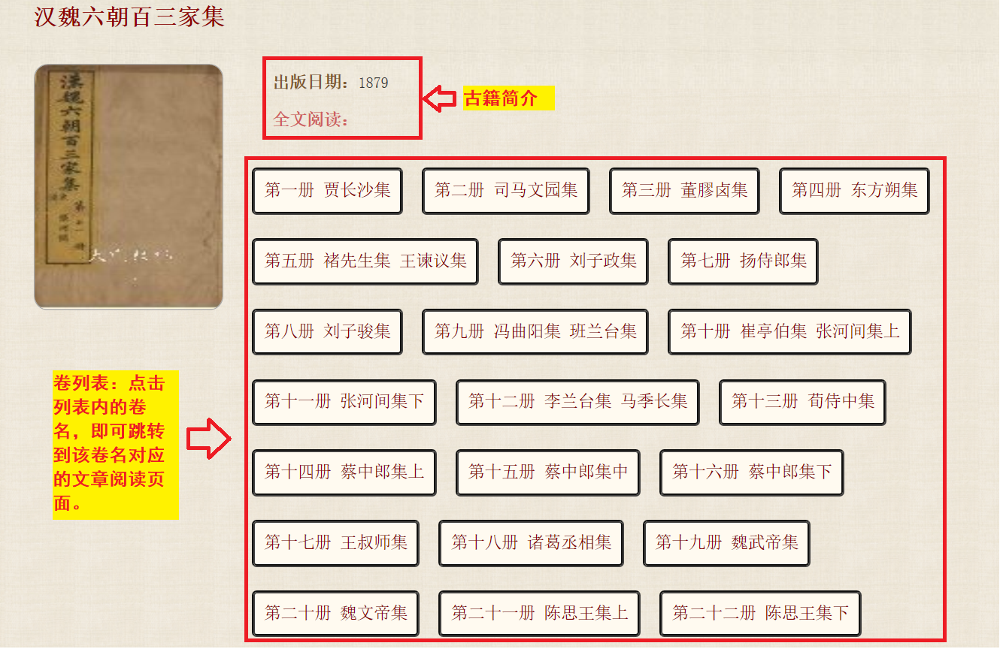 汉魏六朝百三家集
漢魏六朝百三家集
出版日期：1879
古籍简介
全文阅读：
第一册 贾长沙集
第二册 司马文园集
第三册 董膠卤集
第四册 东方朔集
第五册 褚先生集 王谏议集
第六册 刘子政集
第七册 扬侍郎集
第八册 刘子骏集
第九册 冯曲阳集 班兰台集
第十册 崔亭伯集 张河间集上
卷列表：点击
列表内的卷
名，即可跳转
到该卷名对应
的文章阅读页
面。
第十一册 张河间集下
第十二册 李兰台集 马季长集
第十三册 荀侍中集
第十四册 蔡中郎集上
第十五册 蔡中郎集中
第十六册 蔡中郎集下
第十七册 王叔师集
第十八册 诸葛丞相集
第十九册 魏武帝集
第二十册 魏文帝集
第二十一册 陈思王集上
第二十二册 陈思王集下